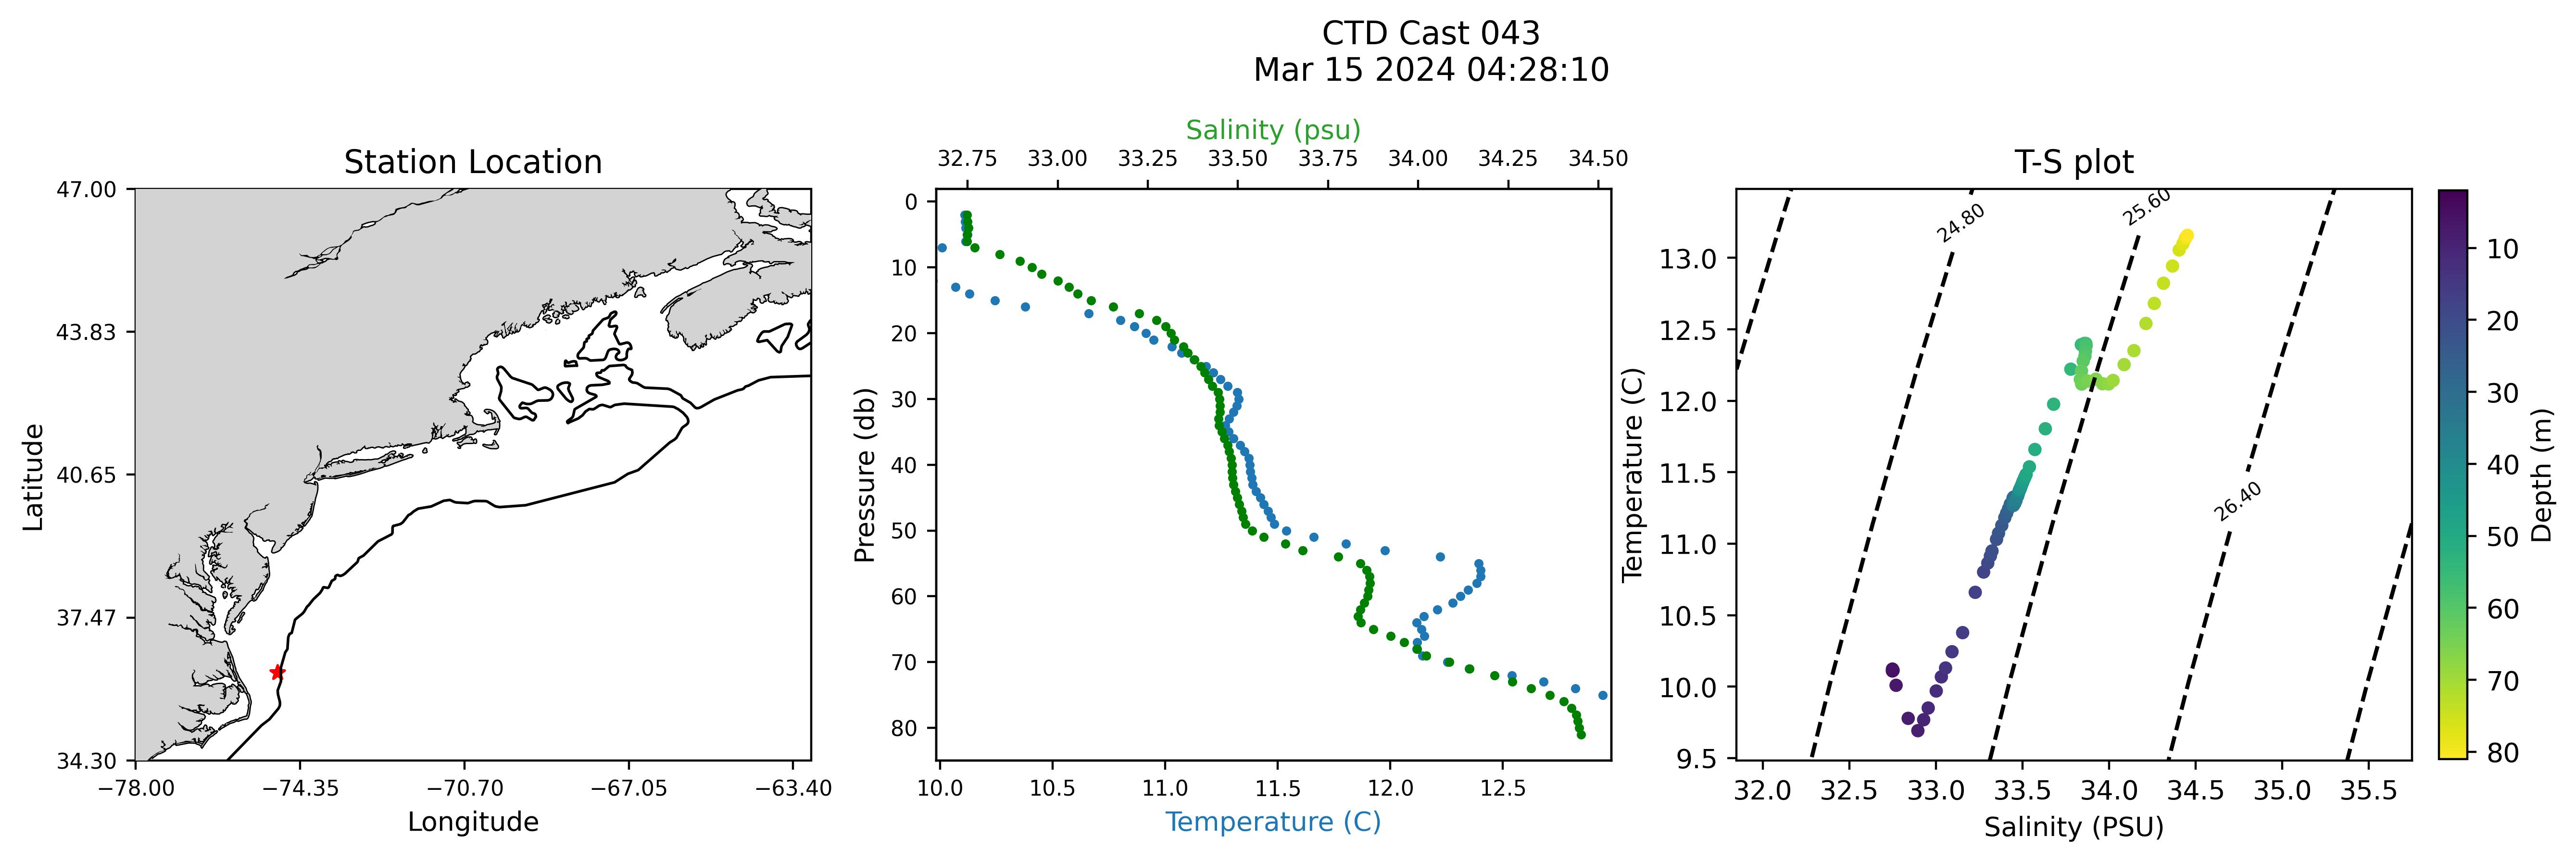 CTD Cast 043
Mar 15 2024 04:28:10
Station Location
47.00
43.83
40.65
37.47
34.30
Latitude
−78.00 −74.35 −70.70 −67.05 −63.40
Longitude
Salinity (psu)
32.75 33.00 33.25 33.50 33.75 34.00 34.25 34.50
0
10
20
30
40
50
60
70
80
Pressure (db)
10.0 10.5 11.0 11.5 12.0 12.5
Temperature (C)
T-S plot
24.80
25.60
26.40
13.0
12.5
12.0
11.5
11.0
10.5
10.0
9.5
Temperature (C)
32.0 32.5 33.0 33.5 34.0 34.5 35.0 35.5
Salinity (PSU)
10
20
30
40
50
60
70
80
Depth (m)